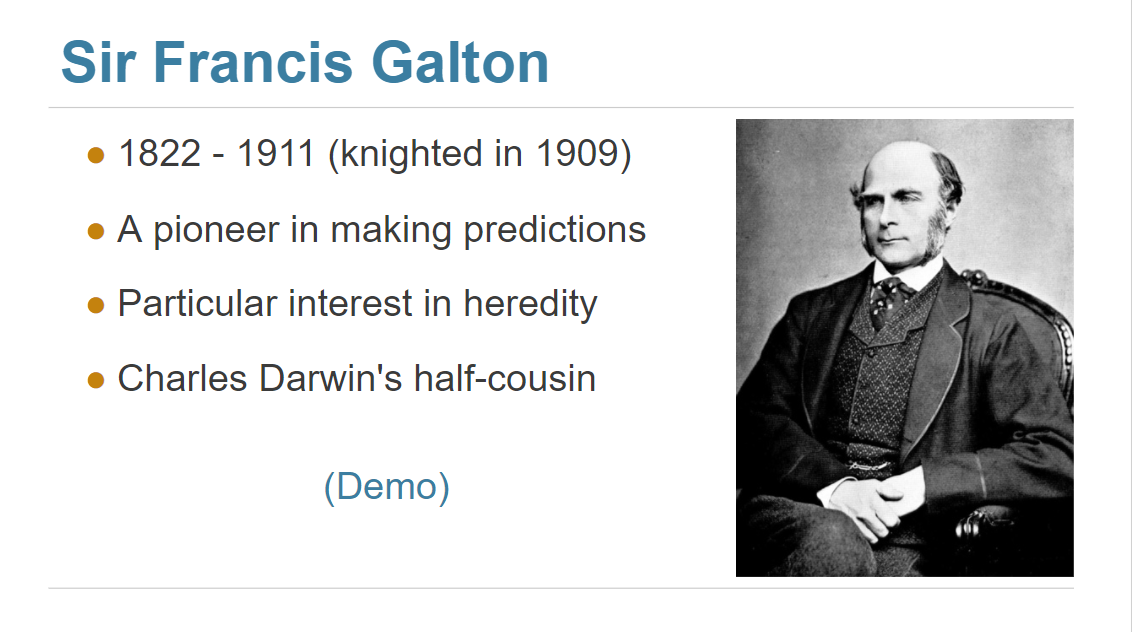 Sir Francis Galton
● 1822 - 1911 (knighted in 1909)
● A pioneer in making predictions
● Particular interest in heredity
● Charles Darwin's half-cousin
(Demo)